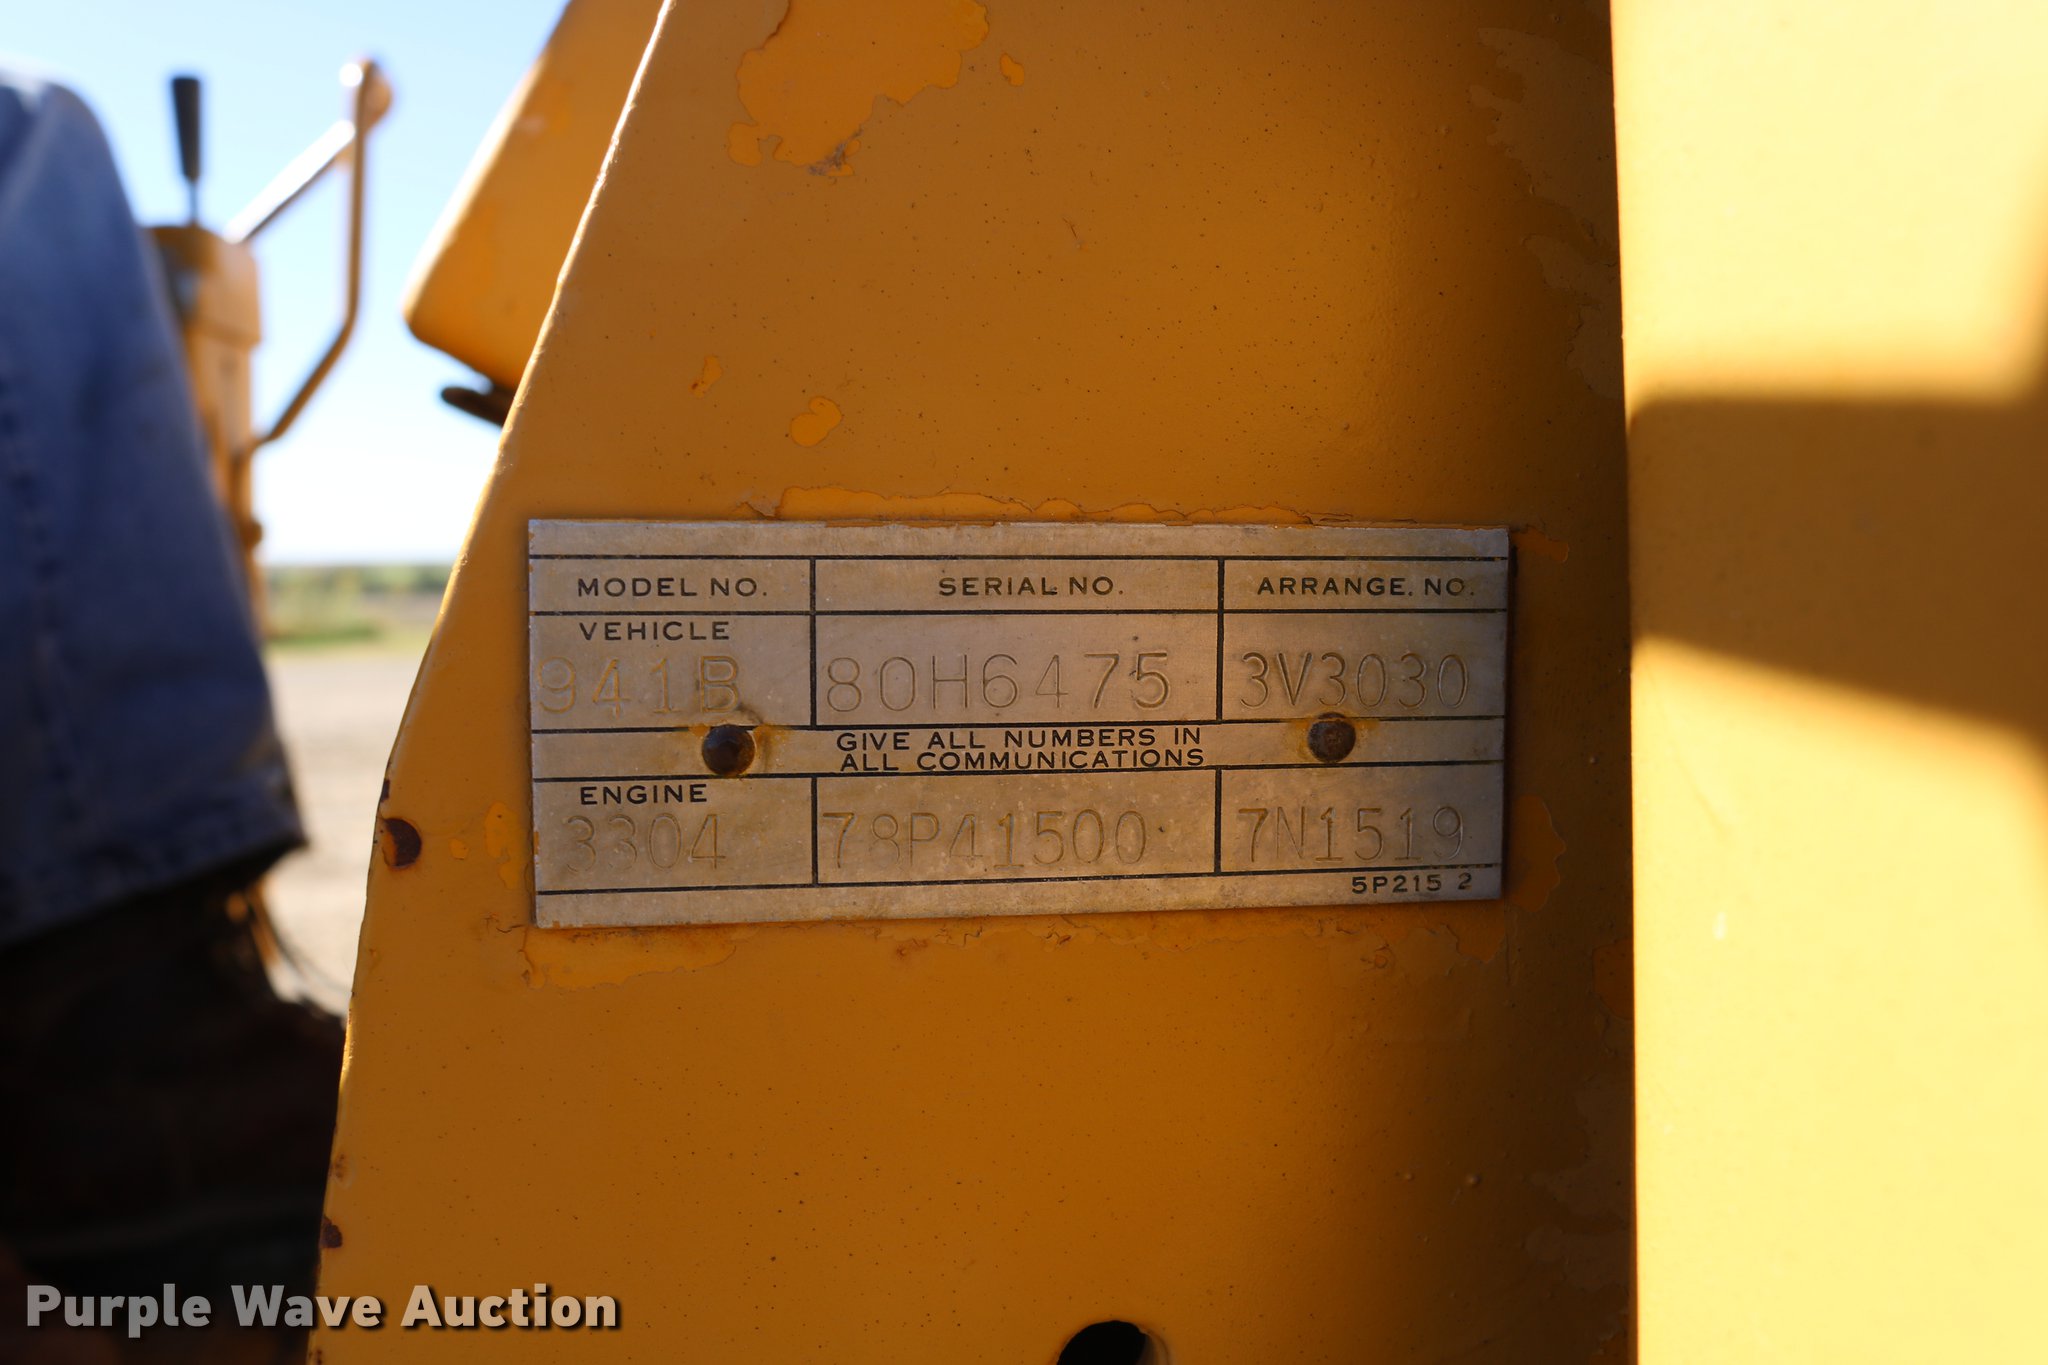 MODEL NO. SERIAL NO. ARRANGE. NO.
VEHICLE
941B 80H6475 3V3030
GIVE ALL NUMBERS IN
ALL COMMUNICATIONS
ENGINE
3304 78P41500 7N1519
5P215 2
Purple Wave Auction